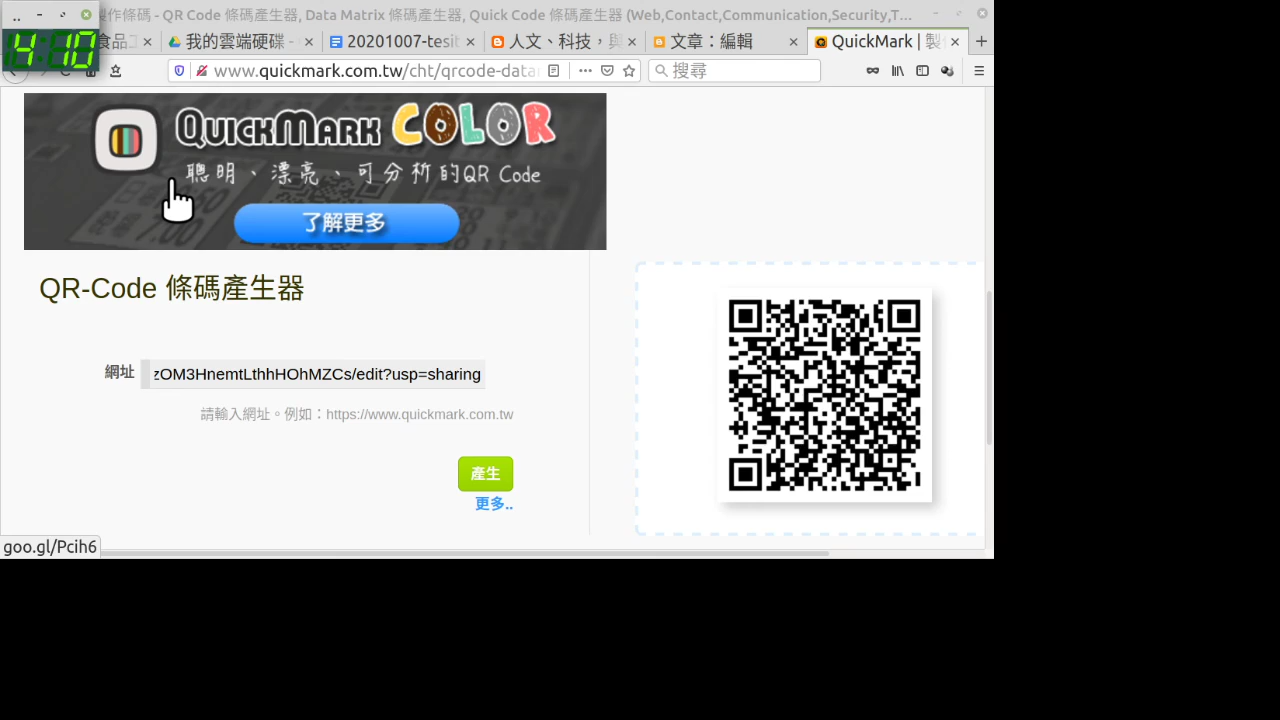 製作條碼 - QR Code 條碼產生器, Data Matrix 條碼產生器, Quick Code 條碼產生器 (Web,Contact,Communication,Security,T...
4:10
食品工
我的雲端硬碟 -
20201007-tesit
人文、科技，與
文章：編輯
QuickMark | 製
www.quickmark.com.tw/cht/qrcode-data
搜尋
QUICKMARK COLOR
聰明、漂亮、可分析的QR Code
了解更多
QR-Code 條碼產生器
網址 zOM3HnemtLthhHOhMZCs/edit?usp=sharing
請輸入網址。例如：https://www.quickmark.com.tw
產生
更多..
goo.gl/Pcih6